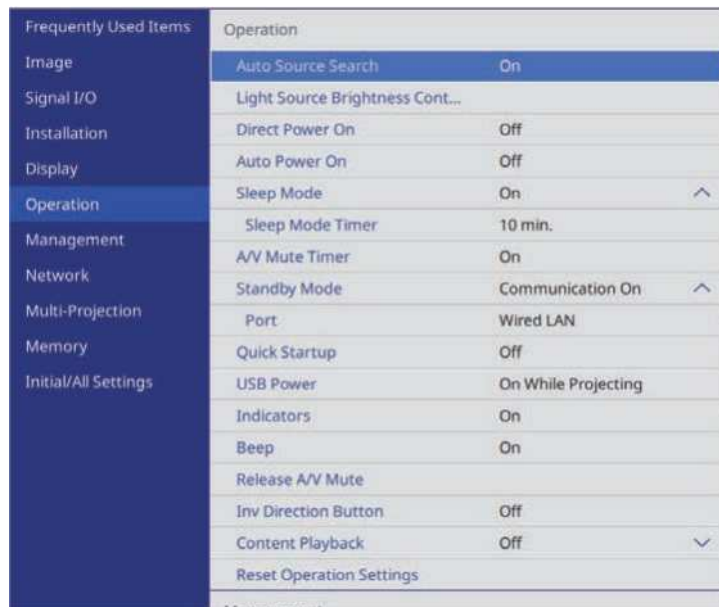 Frequently Used Items
Image
Signal I/O
Installation
Display
Operation
Management
Network
Multi-Projection
Memory
Initial/All Settings
Operation
Auto Source Search On
Light Source Brightness Cont...
Direct Power On Off
Auto Power On Off
Sleep Mode On
Sleep Mode Timer 10 min.
A/V Mute Timer On
Standby Mode Communication On
Port Wired LAN
Quick Startup Off
USB Power On While Projecting
Indicators On
Beep On
Release A/V Mute
Inv Direction Button Off
Content Playback Off
Reset Operation Settings